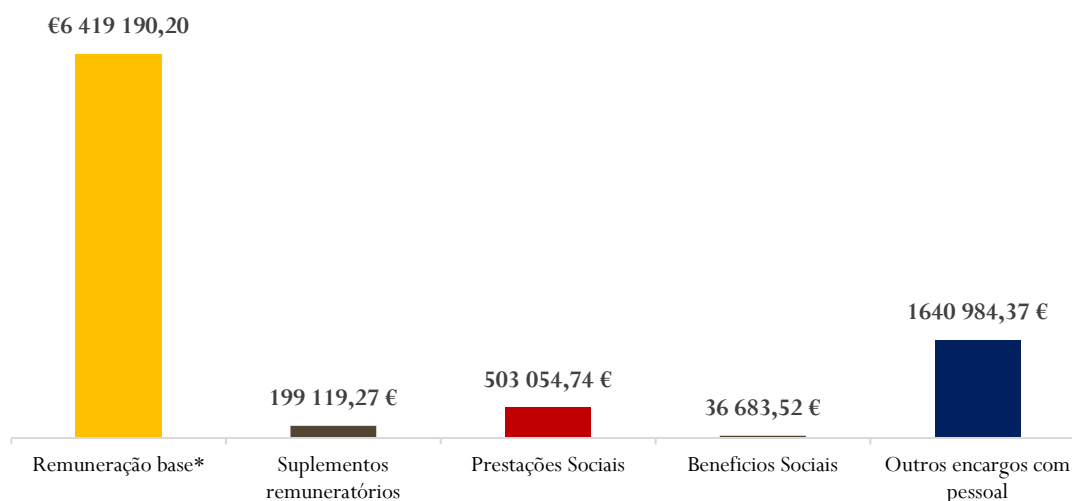 €6 419 190,20
199 119,27 €
503 054,74 €
36 683,52 €
1640 984,37 €
Remuneração base*
Suplementos
remuneratórios
Prestações Sociais
Beneficios Sociais
Outros encargos com
pessoal